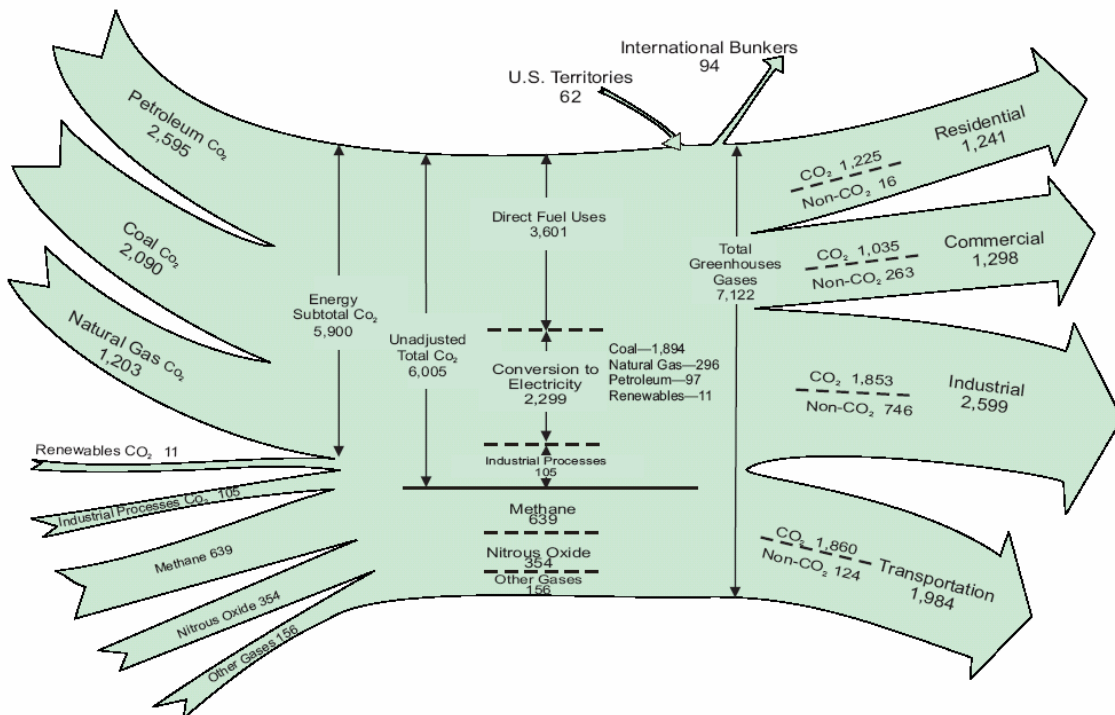 International Bunkers
94
U.S. Territories
62
Petroleum Co₂
2,595
Coal Co₂
2,090
Natural Gas Co₂
1,203
Renewables CO₂ 11
Industrial Processes Co₂ 105
Methane 639
Nitrous Oxide 354
Other Gases 156
Energy
Subtotal Co₂
5,900
Unadjusted
Total Co₂
6,005
Direct Fuel Uses
3,601
Conversion to
Electricity
2,299
Coal—1,894
Natural Gas—296
Petroleum—97
Renewables—11
Industrial Processes
105
Methane
639
Nitrous Oxide
354
Other Gases
156
Total
Greenhouses
Gases
7,122
CO₂ 1,225
Non-CO₂ 16
Residential
1,241
CO₂ 1,035
Non-CO₂ 263
Commercial
1,298
CO₂ 1,853
Non-CO₂ 746
Industrial
2,599
CO₂ 1,860
Non-CO₂ 124
Transportation
1,984